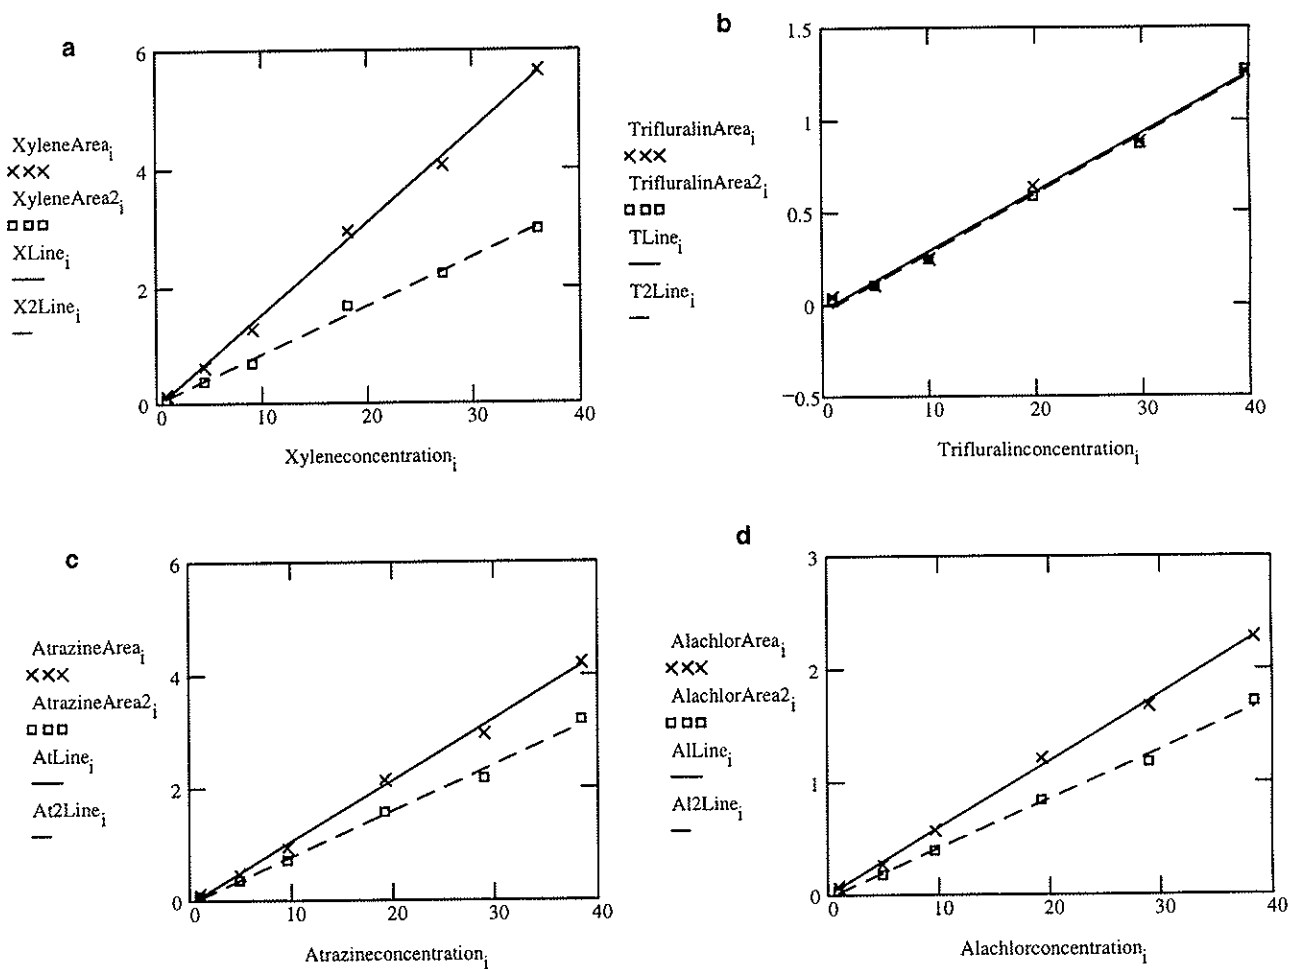 a
6
4
2
0
XyleneArea_i
XyleneArea2_i
XLine_i
X2Line_i
0 10 20 30 40
Xyleneconcentration_i
b
1.5
1
0.5
0
−0.5
TrifluralinArea_i
TrifluralinArea2_i
TLine_i
T2Line_i
0 10 20 30 40
Trifluralinconcentration_i
c
6
4
2
0
AtrazineArea_i
AtrazineArea2_i
AtLine_i
At2Line_i
0 10 20 30 40
Atrazineconcentration_i
d
3
2
1
0
AlachlorArea_i
AlachlorArea2_i
AlLine_i
Al2Line_i
0 10 20 30 40
Alachlorconcentration_i